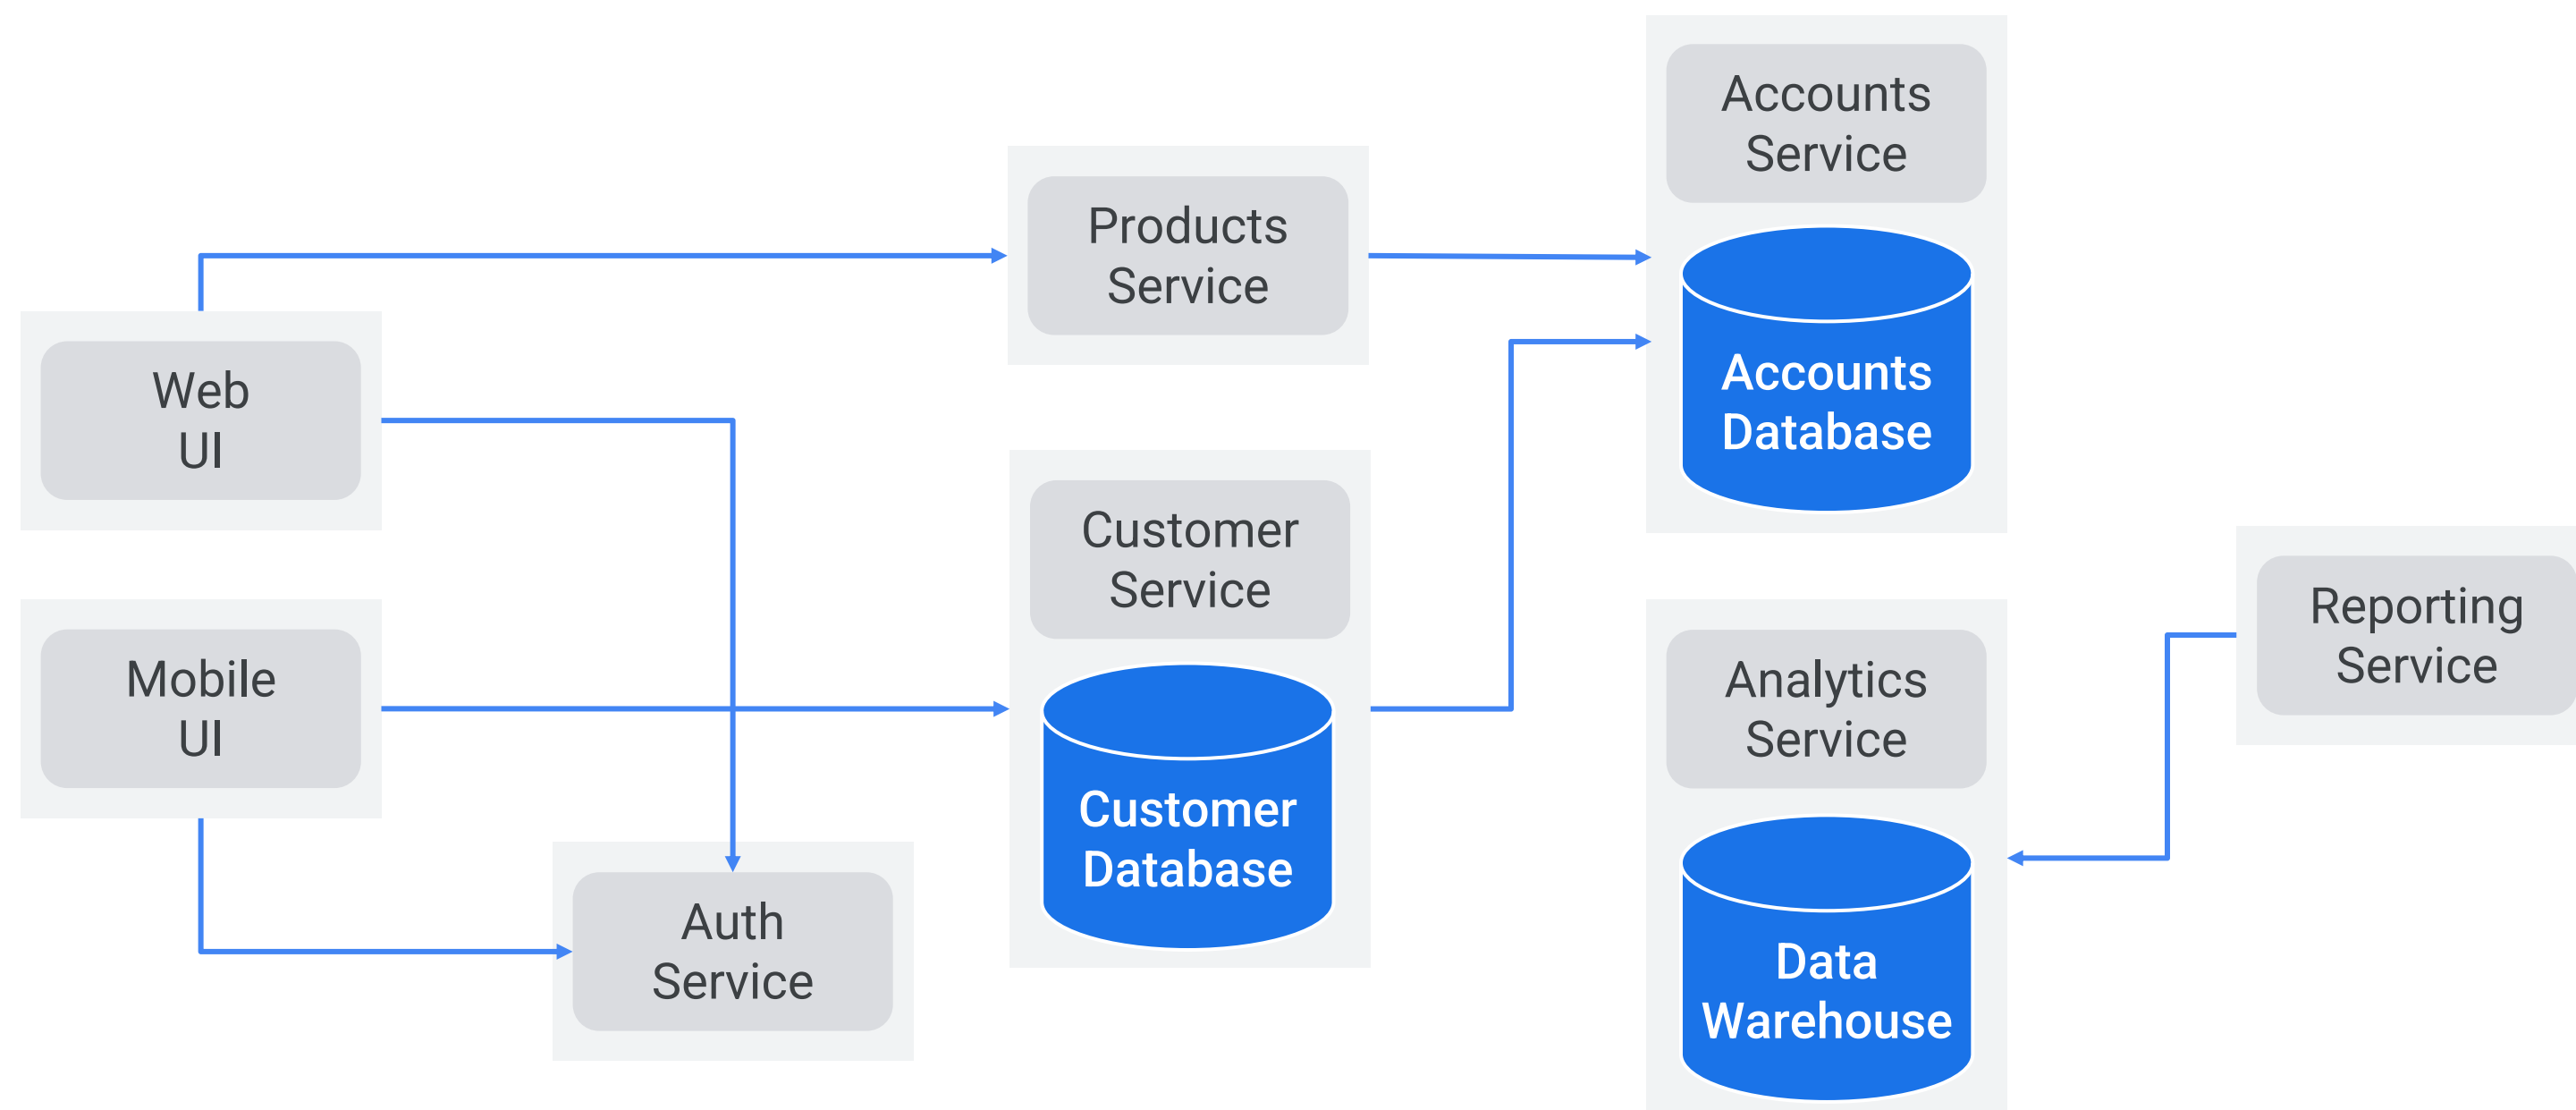 Web
UI
Mobile
UI
Auth
Service
Products
Service
Customer
Service
Customer
Database
Accounts
Service
Accounts
Database
Analytics
Service
Data
Warehouse
Reporting
Service